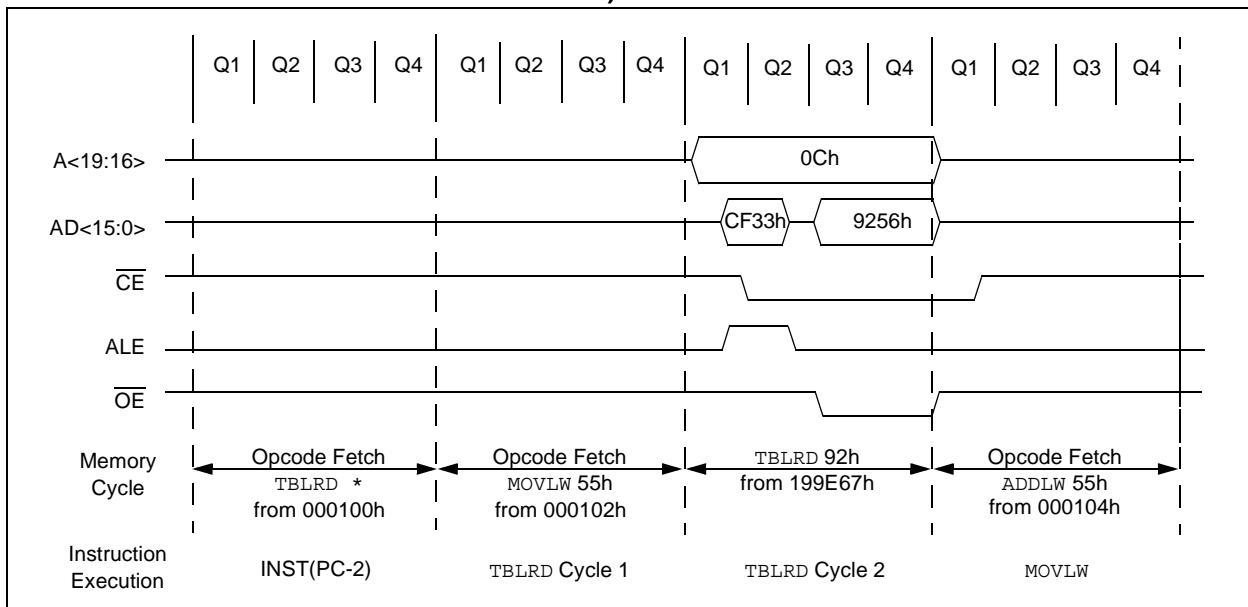 )
Q1 Q2 Q3 Q4 Q1 Q2 Q3 Q4 Q1 Q2 Q3 Q4 Q1 Q2 Q3 Q4
A<19:16>
0Ch
AD<15:0>
CF33h
9256h
CE
ALE
OE
Memory
Cycle
Opcode Fetch
TBLRD *
from 000100h
Opcode Fetch
MOVLW 55h
from 000102h
TBLRD 92h
from 199E67h
Opcode Fetch
ADDLW 55h
from 000104h
Instruction
Execution
INST(PC-2)
TBLRD Cycle 1
TBLRD Cycle 2
MOVLW